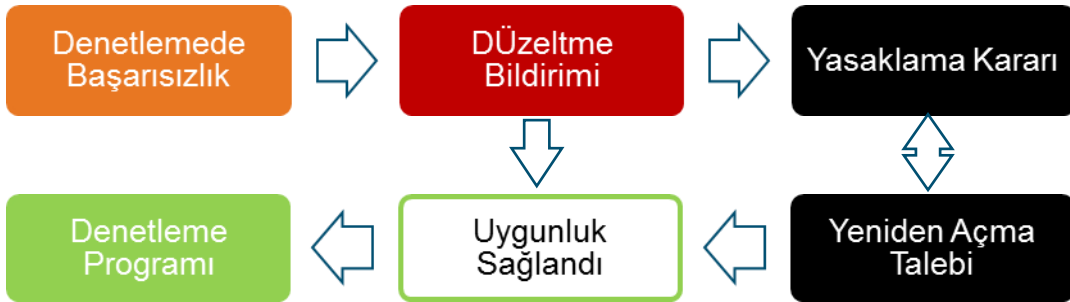 Denetlemede
Başarısızlık
DÜzeltme
Bildirimi
Yasaklama Kararı
Denetleme
Programı
Uygunluk
Sağlandı
Yeniden Açma
Talebi